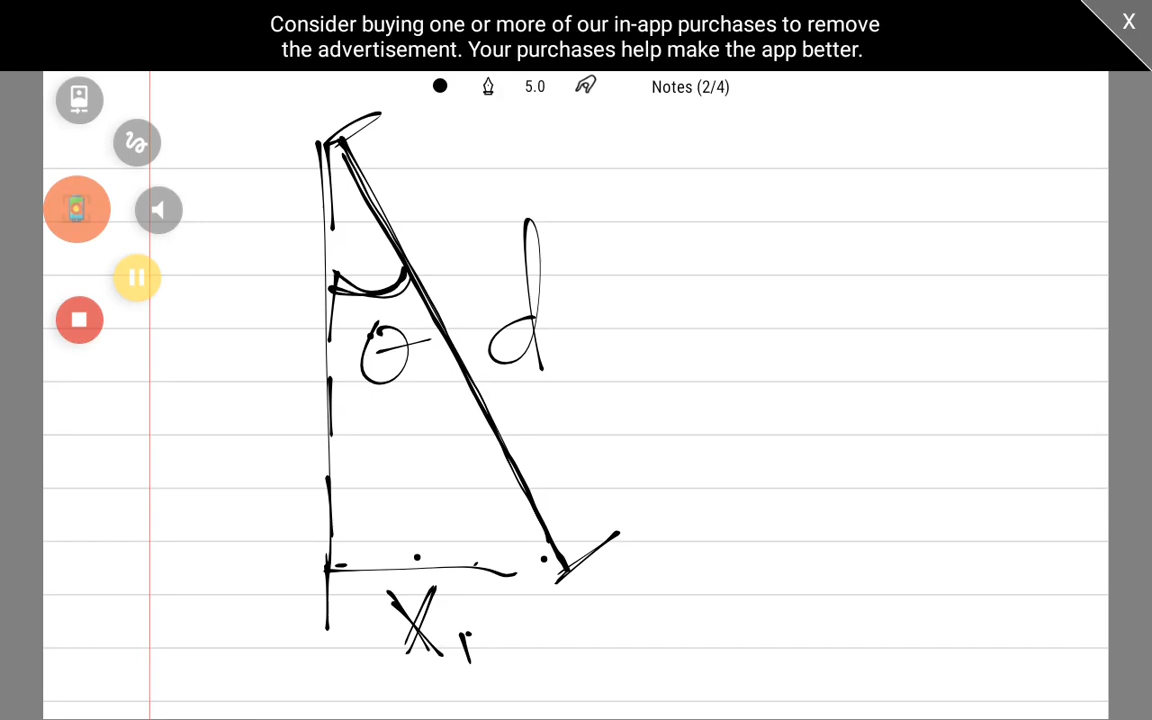 Consider buying one or more of our in-app purchases to remove
the advertisement. Your purchases help make the app better.
X
5.0 Notes (2/4)
θ d
X₁